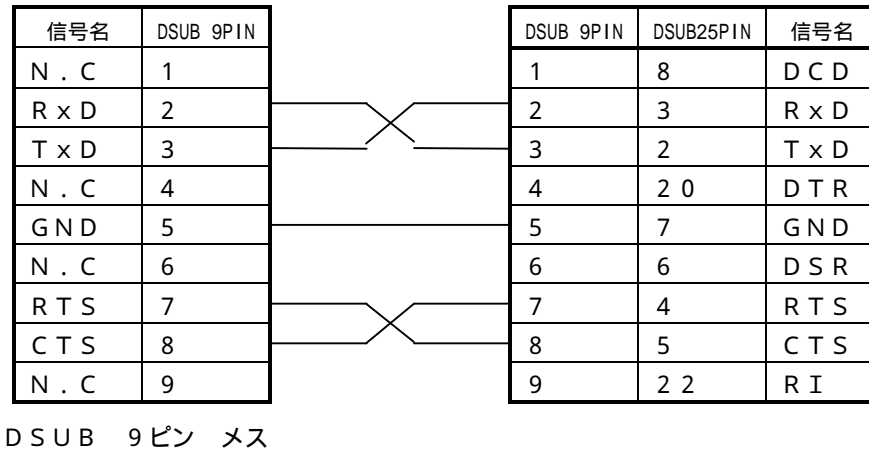 信号名 DSUB 9PIN DSUB 9PIN DSUB25PIN 信号名
N．C 1 1 8 DCD
RxD 2 2 3 RxD
TxD 3 3 2 TxD
N．C 4 4 20 DTR
GND 5 5 7 GND
N．C 6 6 6 DSR
RTS 7 7 4 RTS
CTS 8 8 5 CTS
N．C 9 9 22 RI
DSUB 9ピン メス